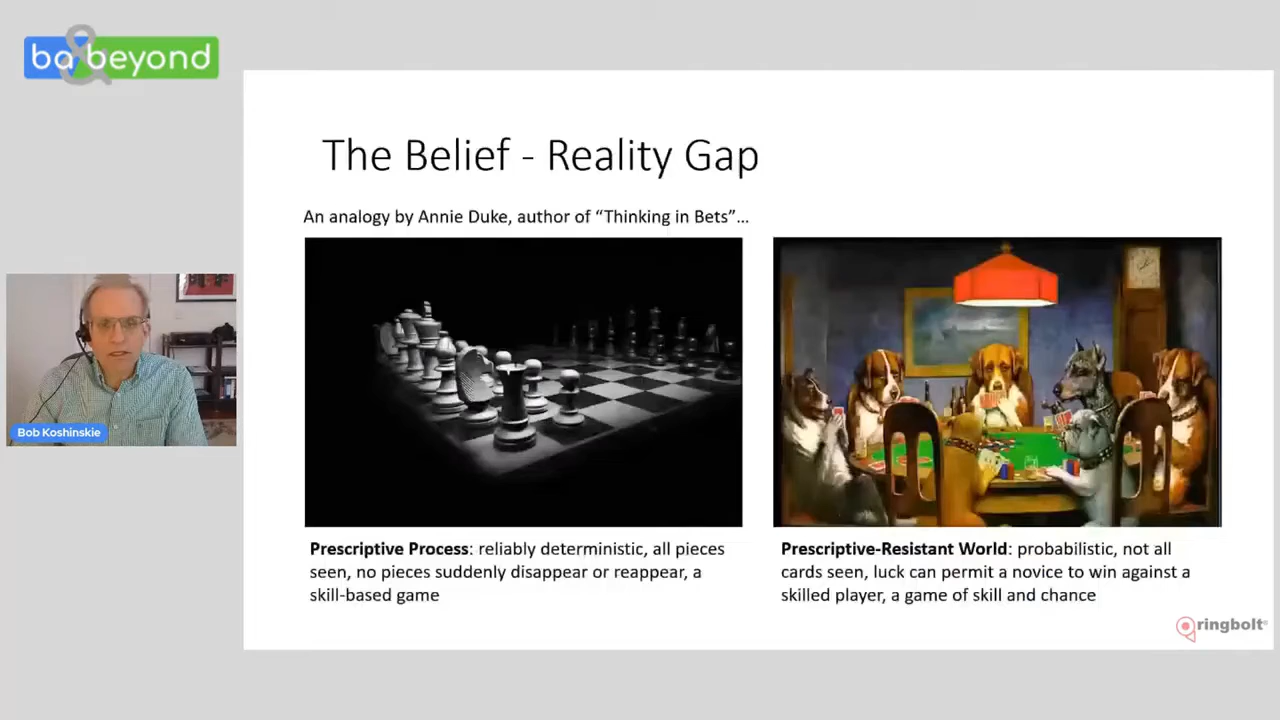 ba&beyond
The Belief - Reality Gap
An analogy by Annie Duke, author of “Thinking in Bets”…
Bob Koshinskie
Prescriptive Process: reliably deterministic, all pieces
seen, no pieces suddenly disappear or reappear, a
skill-based game
Prescriptive-Resistant World: probabilistic, not all
cards seen, luck can permit a novice to win against a
skilled player, a game of skill and chance
ringbolt®